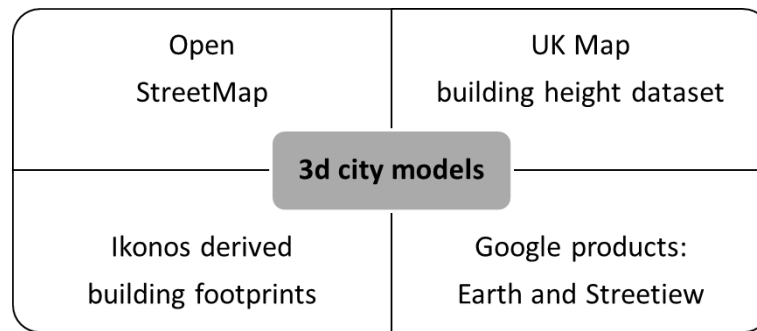 Open
StreetMap
UK Map
building height dataset
3d city models
Ikonos derived
building footprints
Google products:
Earth and Streetiew